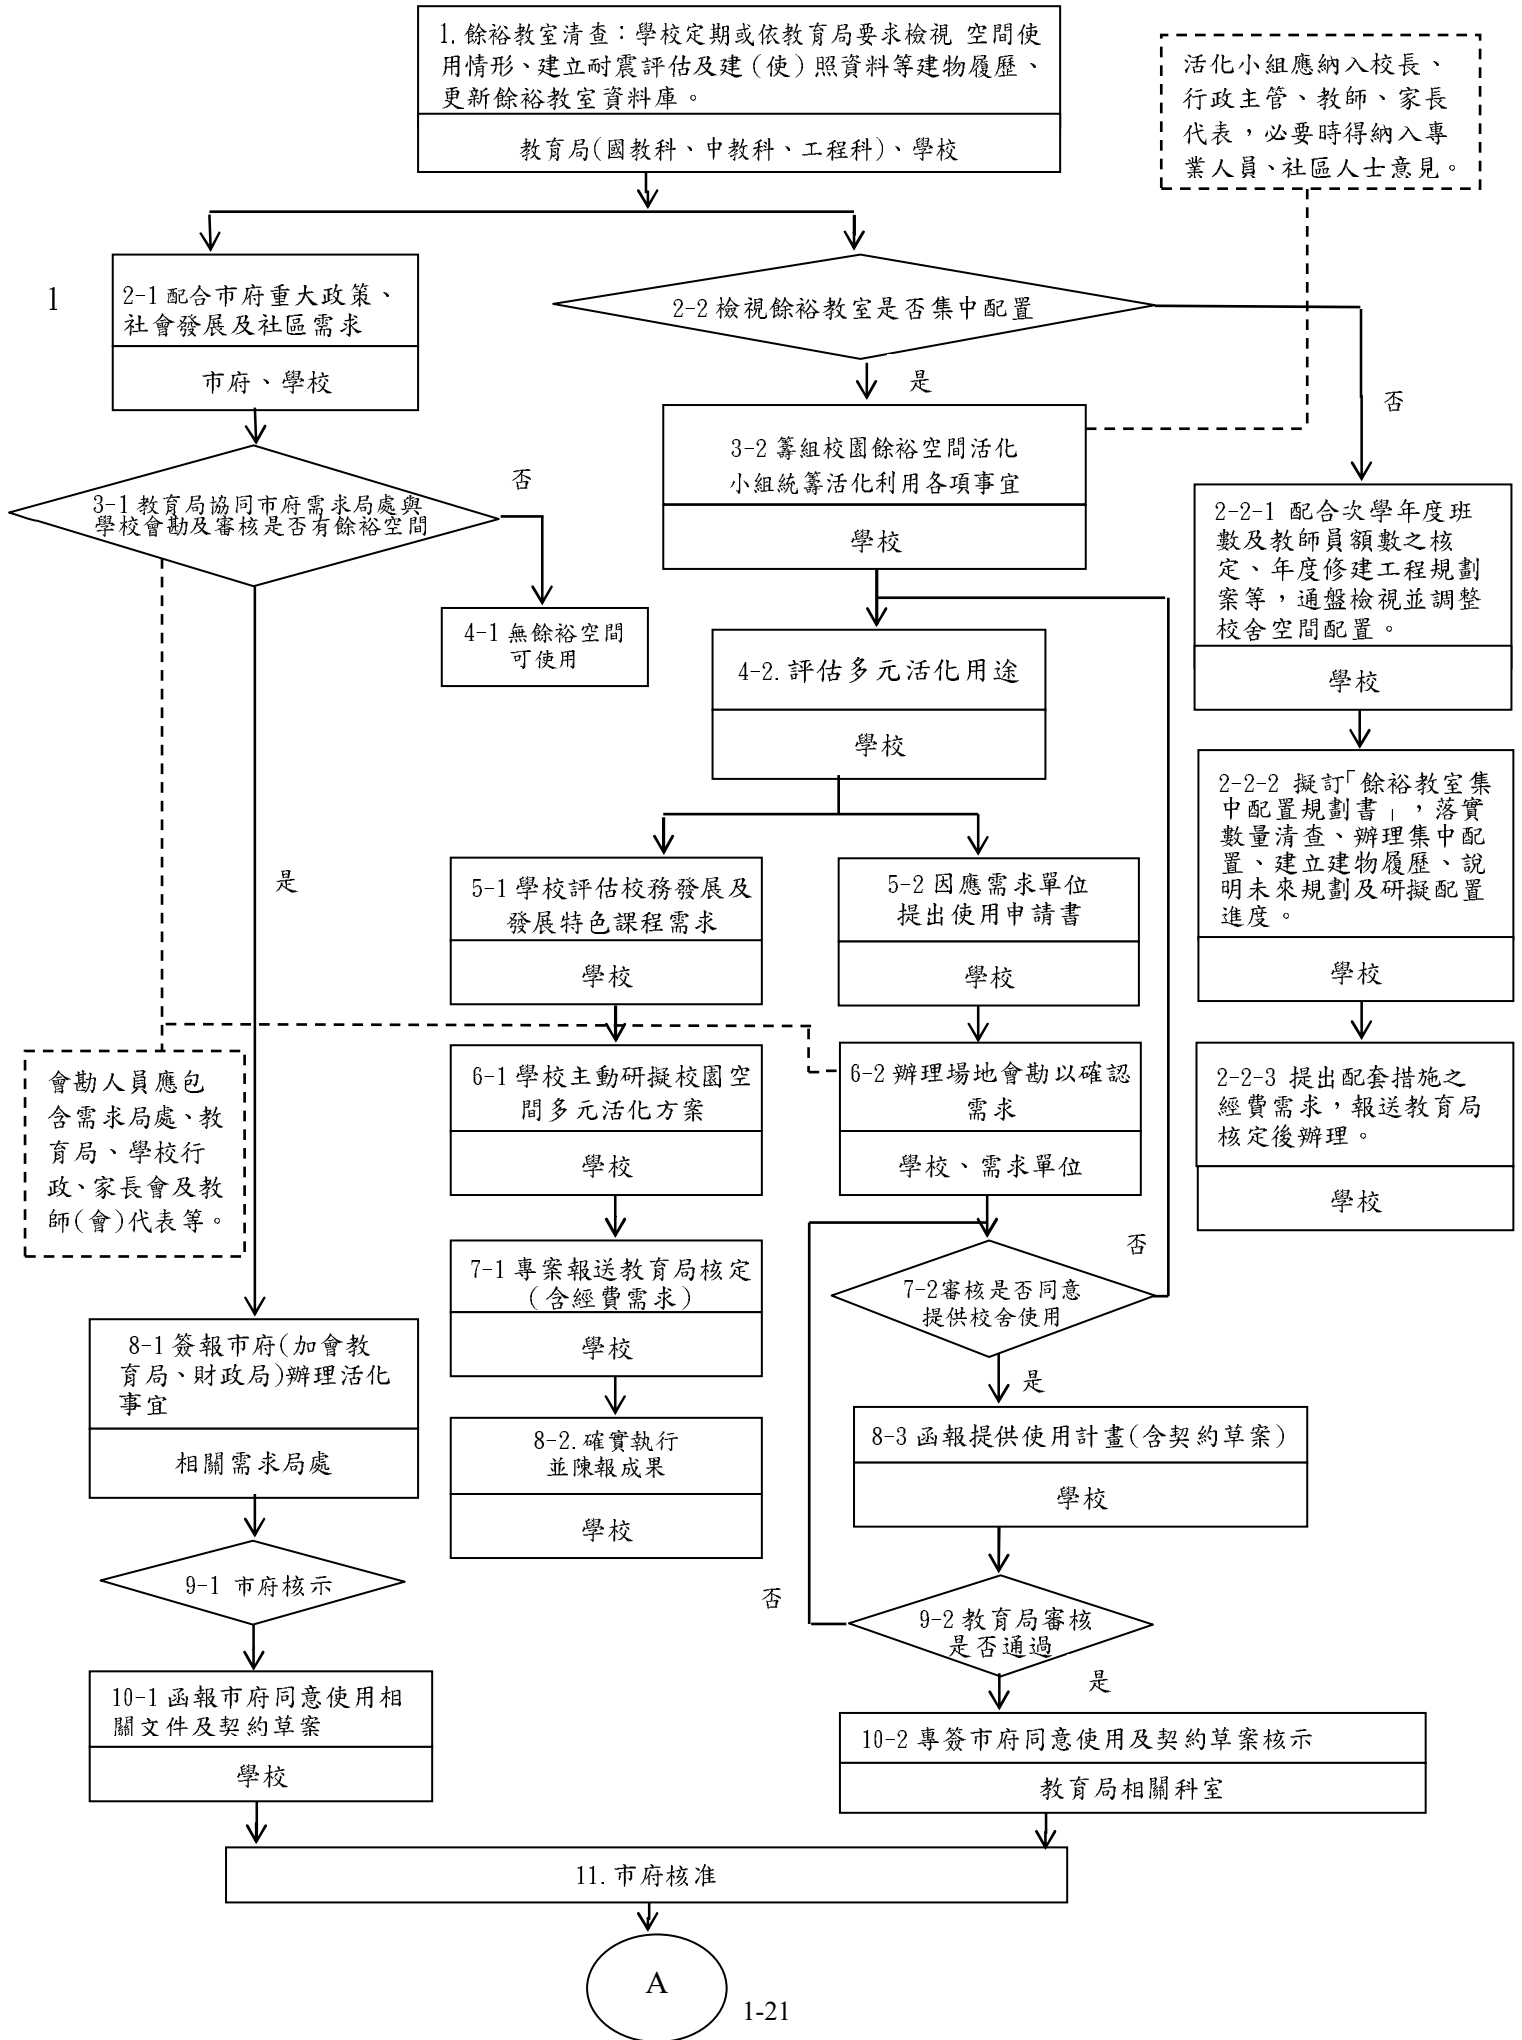 1. 餘裕教室清查：學校定期或依教育局要求檢視 空間使
用情形、建立耐震評估及建（使）照資料等建物履歷、
更新餘裕教室資料庫。
教育局(國教科、中教科、工程科)、學校
活化小組應納入校長、
行政主管、教師、家長
代表，必要時得納入專
業人員、社區人士意見。
1
2-1 配合市府重大政策、
社會發展及社區需求
市府、學校
2-2 檢視餘裕教室是否集中配置
是
否
3-1 教育局協同市府需求局處與
學校會勘及審核是否有餘裕空間
否
是
4-1 無餘裕空間
可使用
3-2 籌組校園餘裕空間活化
小組統籌活化利用各項事宜
學校
2-2-1 配合次學年度班
數及教師員額數之核
定、年度修建工程規劃
案等，通盤檢視並調整
校舍空間配置。
學校
4-2. 評估多元活化用途
學校
2-2-2 擬訂「餘裕教室集
中配置規劃書」，落實
數量清查、辦理集中配
置、建立建物履歷、說
明未來規劃及研擬配置
進度。
學校
5-1 學校評估校務發展及
發展特色課程需求
學校
5-2 因應需求單位
提出使用申請書
學校
會勘人員應包
含需求局處、教
育局、學校行
政、家長會及教
師(會)代表等。
6-1 學校主動研擬校園空
間多元活化方案
學校
6-2 辦理場地會勘以確認
需求
學校、需求單位
2-2-3 提出配套措施之
經費需求，報送教育局
核定後辦理。
學校
7-1 專案報送教育局核定
（含經費需求）
學校
7-2審核是否同意
提供校舍使用
否
是
8-1 簽報市府(加會教
育局、財政局)辦理活化
事宜
相關需求局處
8-2. 確實執行
並陳報成果
學校
8-3 函報提供使用計畫(含契約草案)
學校
9-1 市府核示
9-2 教育局審核
是否通過
否
是
10-1 函報市府同意使用相
關文件及契約草案
學校
10-2 專簽市府同意使用及契約草案核示
教育局相關科室
11. 市府核准
A
1-21